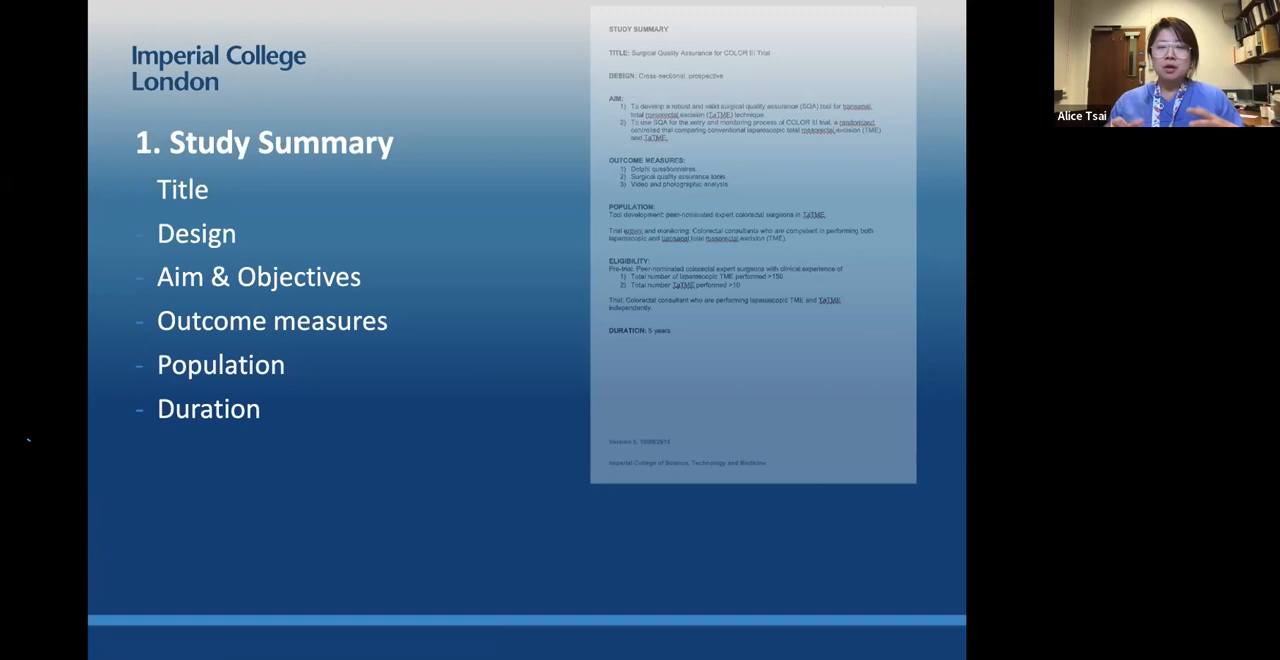 Imperial College
London
1. Study Summary
- Title
- Design
- Aim & Objectives
- Outcome measures
- Population
- Duration
STUDY SUMMARY
TITLE: Surgical Quality Assurance for COLOR III Trial
DESIGN: Cross-sectional, prospective
AIM:
1) To develop a robust and valid surgical quality assurance (SQA) tool for transanal
total mesorectal excision (TaTME) technique.
2) To use SQA for the entry and monitoring process of COLOR III trial, a randomised
controlled trial comparing conventional laparoscopic total mesorectal excision (TME)
and TaTME.
OUTCOME MEASURES:
1) Delphi questionnaires
2) Surgical quality assurance tools
3) Video and photographic analysis
POPULATION:
Tool development: peer-nominated expert colorectal surgeons in TaTME.
Trial entry and monitoring: Colorectal consultants who are competent in performing both
laparoscopic and transanal total mesorectal excision (TME).
ELIGIBILITY:
Pre-trial: Peer-nominated colorectal expert surgeons with clinical experience of
1) Total number of laparoscopic TME performed >150
2) Total number TaTME performed >10
Trial: Colorectal consultant who are performing laparoscopic TME and TaTME
independently.
DURATION: 5 years
Imperial College of Science, Technology and Medicine
Alice Tsai